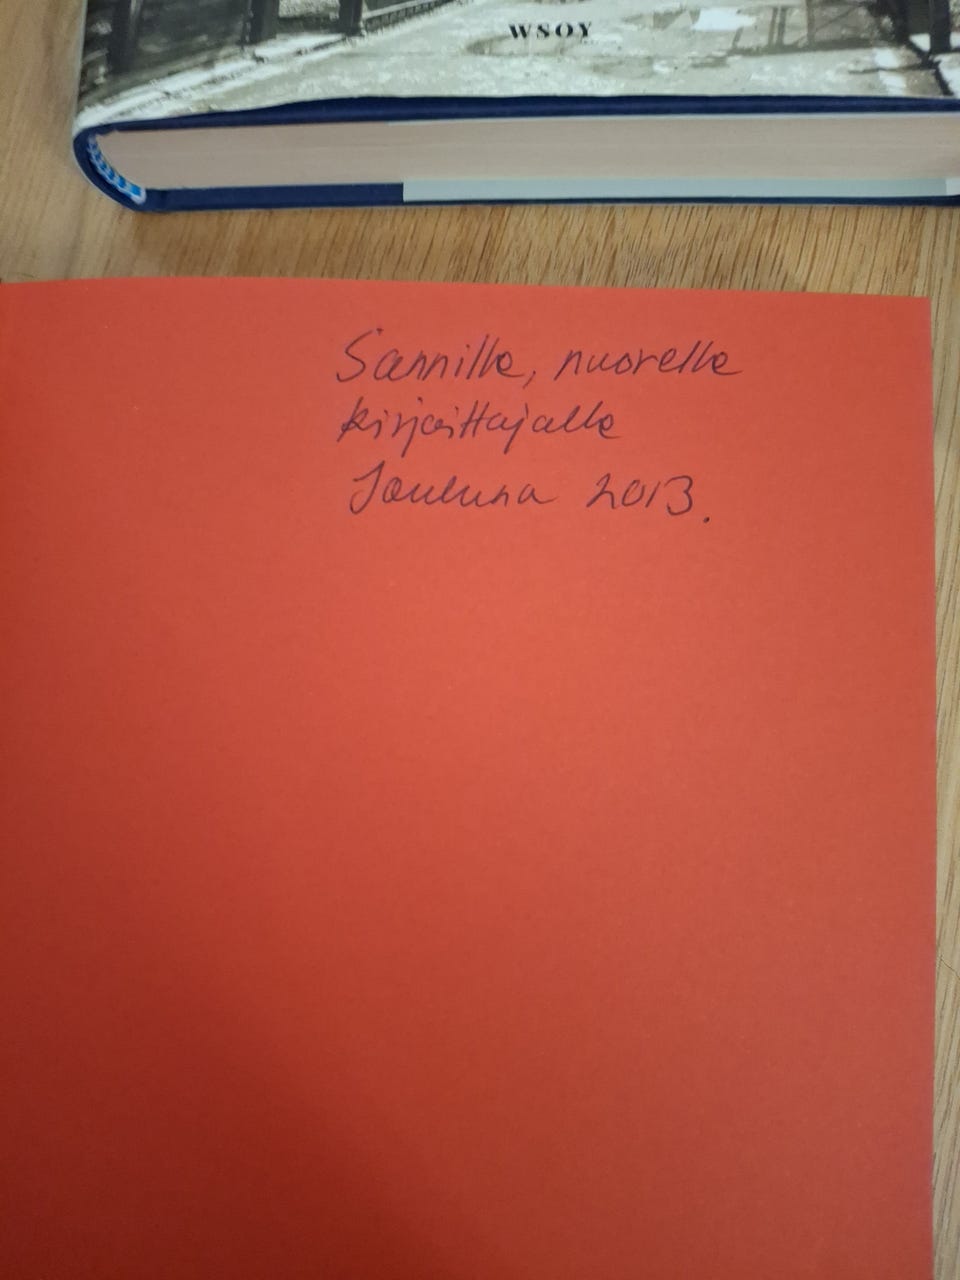 WSOY
Sannille, nuorelle
kirjoittajalle
Jouluna 2013.